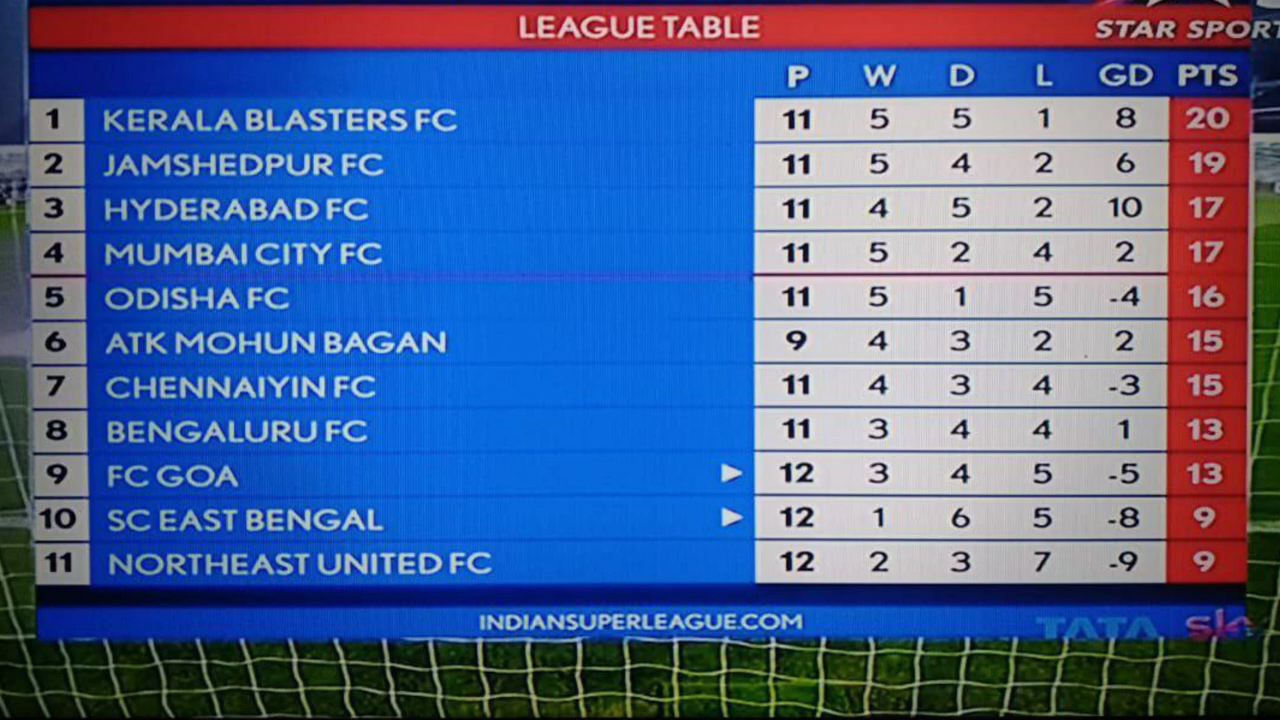 LEAGUE TABLE
STAR SPORT
P W D L GD PTS
1 KERALA BLASTERS FC 11 5 5 1 8 20
2 JAMSHEDPUR FC 11 5 4 2 6 19
3 HYDERABAD FC 11 4 5 2 10 17
4 MUMBAI CITY FC 11 5 2 4 2 17
5 ODISHA FC 11 5 1 5 -4 16
6 ATK MOHUN BAGAN 9 4 3 2 2 15
7 CHENNAIYIN FC 11 4 3 4 -3 15
8 BENGALURU FC 11 3 4 4 1 13
9 FC GOA ▶ 12 3 4 5 -5 13
10 SC EAST BENGAL ▶ 12 1 6 5 -8 9
11 NORTHEAST UNITED FC 12 2 3 7 -9 9
INDIANSUPERLEAGUE.COM
TATA sky